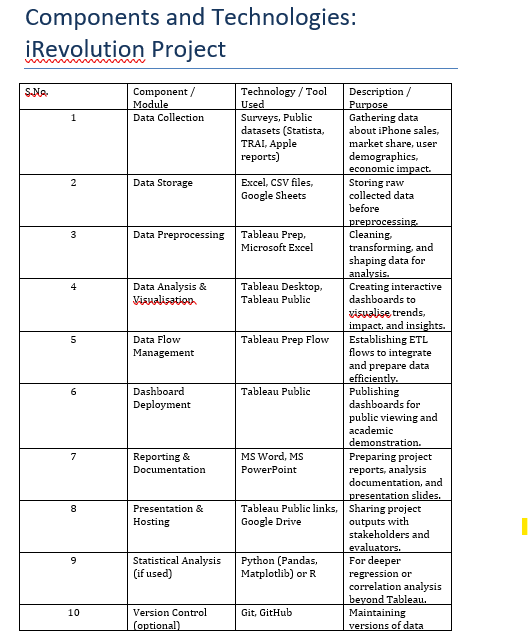 Components and Technologies:
iRevolution Project
S.No.
Component /
Module
Technology / Tool
Used
Description /
Purpose
1
Data Collection
Surveys, Public
datasets (Statista,
TRAI, Apple
reports)
Gathering data
about iPhone sales,
market share, user
demographics,
economic impact.
2
Data Storage
Excel, CSV files,
Google Sheets
Storing raw
collected data
before
preprocessing.
3
Data Preprocessing
Tableau Prep,
Microsoft Excel
Cleaning,
transforming, and
shaping data for
analysis.
4
Data Analysis &
Visualisation
Tableau Desktop,
Tableau Public
Creating interactive
dashboards to
visualise trends,
impact, and insights.
5
Data Flow
Management
Tableau Prep Flow
Establishing ETL
flows to integrate
and prepare data
efficiently.
6
Dashboard
Deployment
Tableau Public
Publishing
dashboards for
public viewing and
academic
demonstration.
7
Reporting &
Documentation
MS Word, MS
PowerPoint
Preparing project
reports, analysis
documentation, and
presentation slides.
8
Presentation &
Hosting
Tableau Public links,
Google Drive
Sharing project
outputs with
stakeholders and
evaluators.
9
Statistical Analysis
(if used)
Python (Pandas,
Matplotlib) or R
For deeper
regression or
correlation analysis
beyond Tableau.
10
Version Control
(optional)
Git, GitHub
Maintaining
versions of data